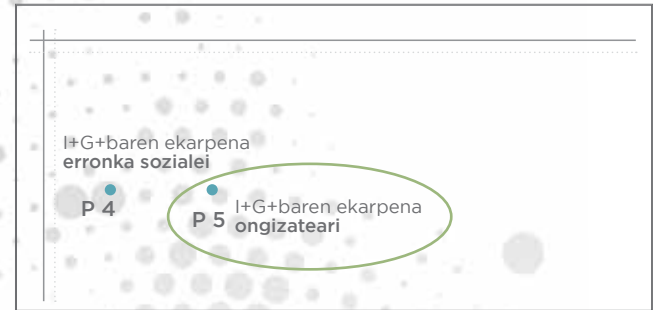 I+G+baren ekarpena
erronka sozialei
P 4
P 5
I+G+baren ekarpena
ongizateari